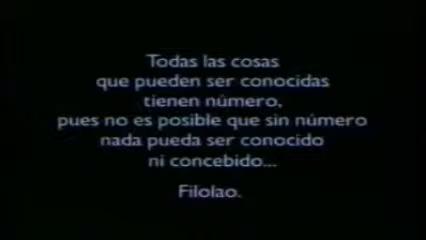 Todas las cosas
que pueden ser conocidas
tienen número,
pues no es posible que sin número
nada pueda ser conocido
ni concebido...
Filolao.